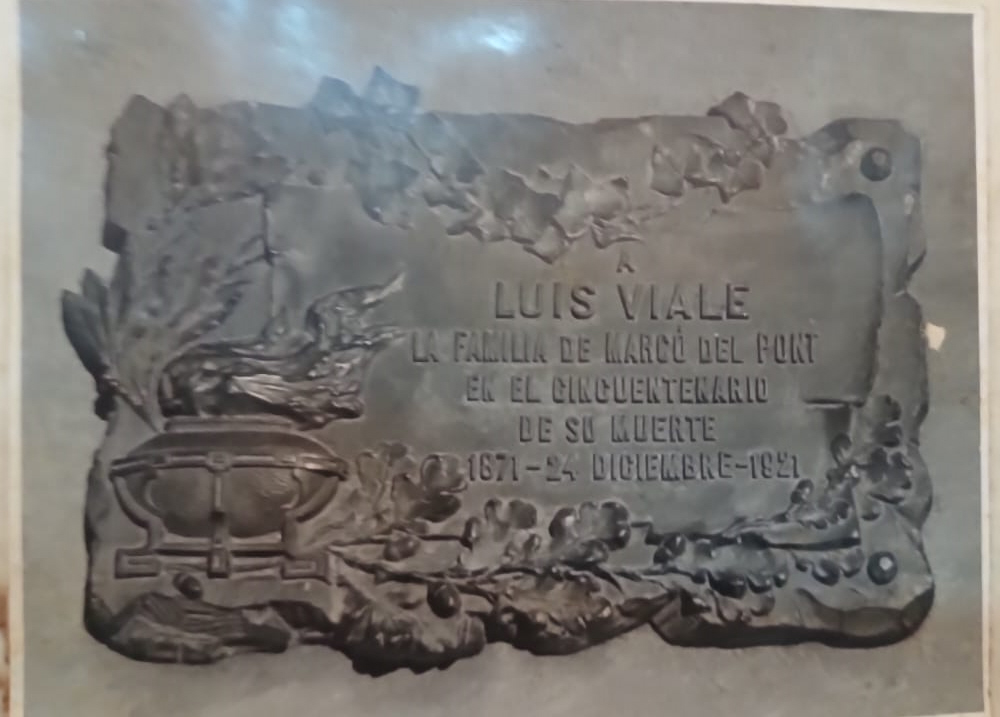 A
LUIS VIALE
LA FAMILIA DE MARCÓ DEL PONT
EN EL CINCUENTENARIO
DE SU MUERTE
1871-24 DICIEMBRE-1921